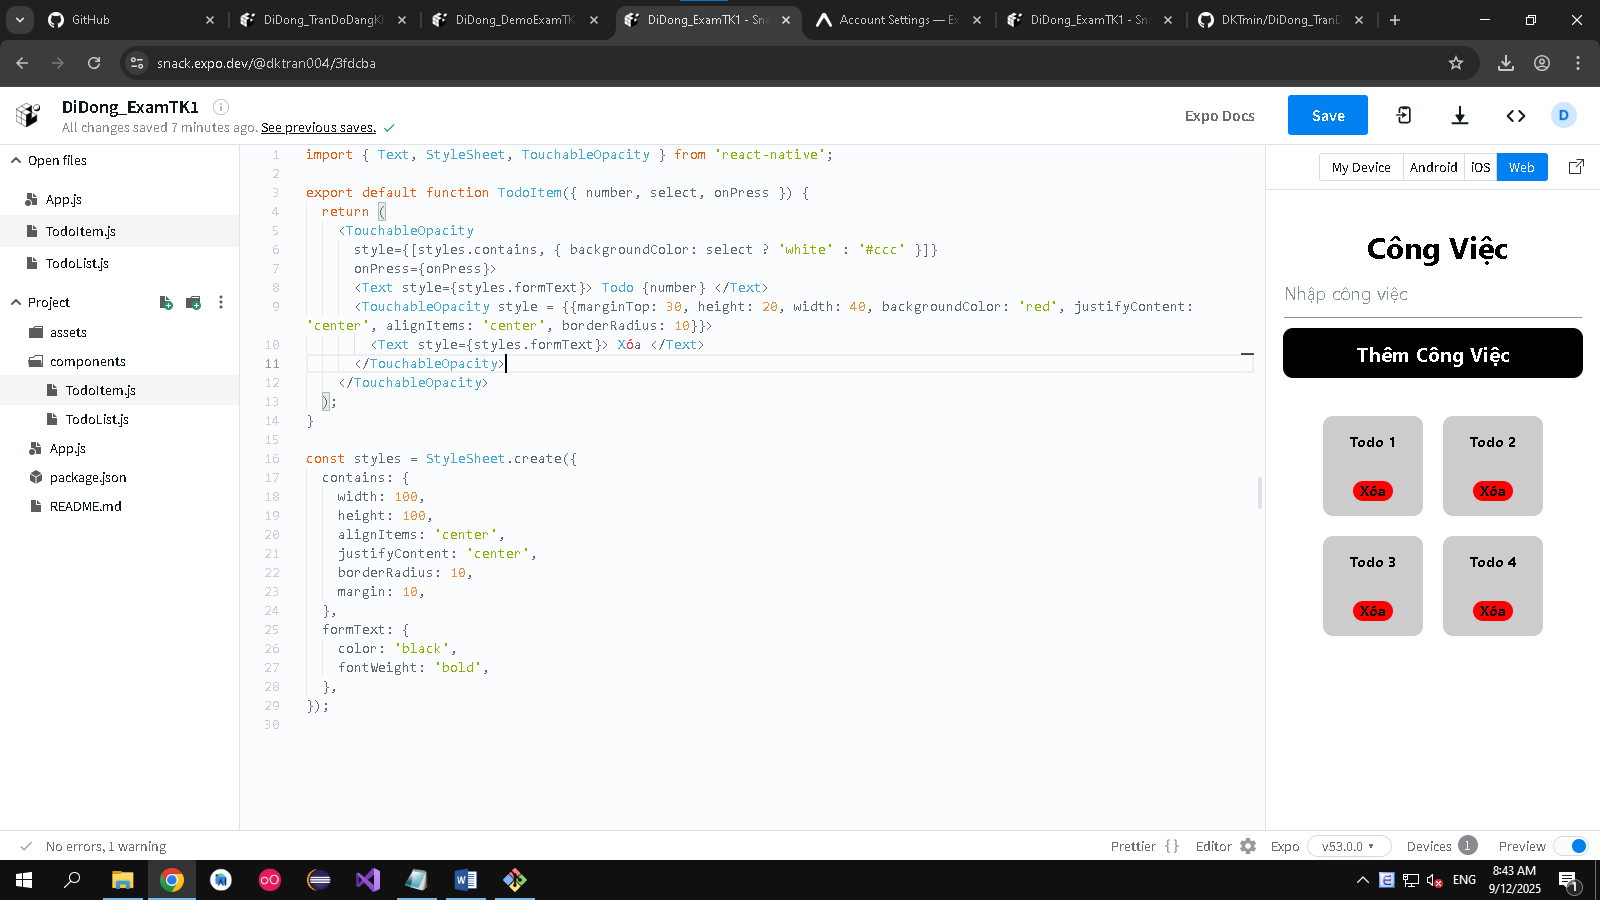 GitHub
DiDong_TranDoDangKl
DiDong_DemoExamTK
DiDong_ExamTK1 - Sna
Account Settings — Ex
DiDong_ExamTK1 - Sna
DKTmin/DiDong_TranD
snack.expo.dev/@dktran004/3fdcba
DiDong_ExamTK1
All changes saved 7 minutes ago. See previous saves.
Expo Docs
Save
D
Open files
App.js
TodoItem.js
TodoList.js
Project
assets
components
TodoItem.js
TodoList.js
App.js
package.json
README.md
1 import { Text, StyleSheet, TouchableOpacity } from 'react-native';
2
3 export default function TodoItem({ number, select, onPress }) {
4 return (
5 <TouchableOpacity
6 style={[styles.contains, { backgroundColor: select ? 'white' : '#ccc' }]}
7 onPress={onPress}>
8 <Text style={styles.formText}> Todo {number} </Text>
9 <TouchableOpacity style = {{marginTop: 30, height: 20, width: 40, backgroundColor: 'red', justifyContent:
'center', alignItems: 'center', borderRadius: 10}}>
10 <Text style={styles.formText}> Xóa </Text>
11 </TouchableOpacity>
12 </TouchableOpacity>
13 );
14 }
15
16 const styles = StyleSheet.create({
17 contains: {
18 width: 100,
19 height: 100,
20 alignItems: 'center',
21 justifyContent: 'center',
22 borderRadius: 10,
23 margin: 10,
24 },
25 formText: {
26 color: 'black',
27 fontWeight: 'bold',
28 },
29 });
30
My Device
Android
iOS
Web
Công Việc
Nhập công việc
Thêm Công Việc
Todo 1
Todo 2
Xóa
Xóa
Todo 3
Todo 4
Xóa
Xóa
No errors, 1 warning
Prettier { }
Editor
Expo
v53.0.0
Devices 1
Preview
ENG
8:43 AM
9/12/2025
1